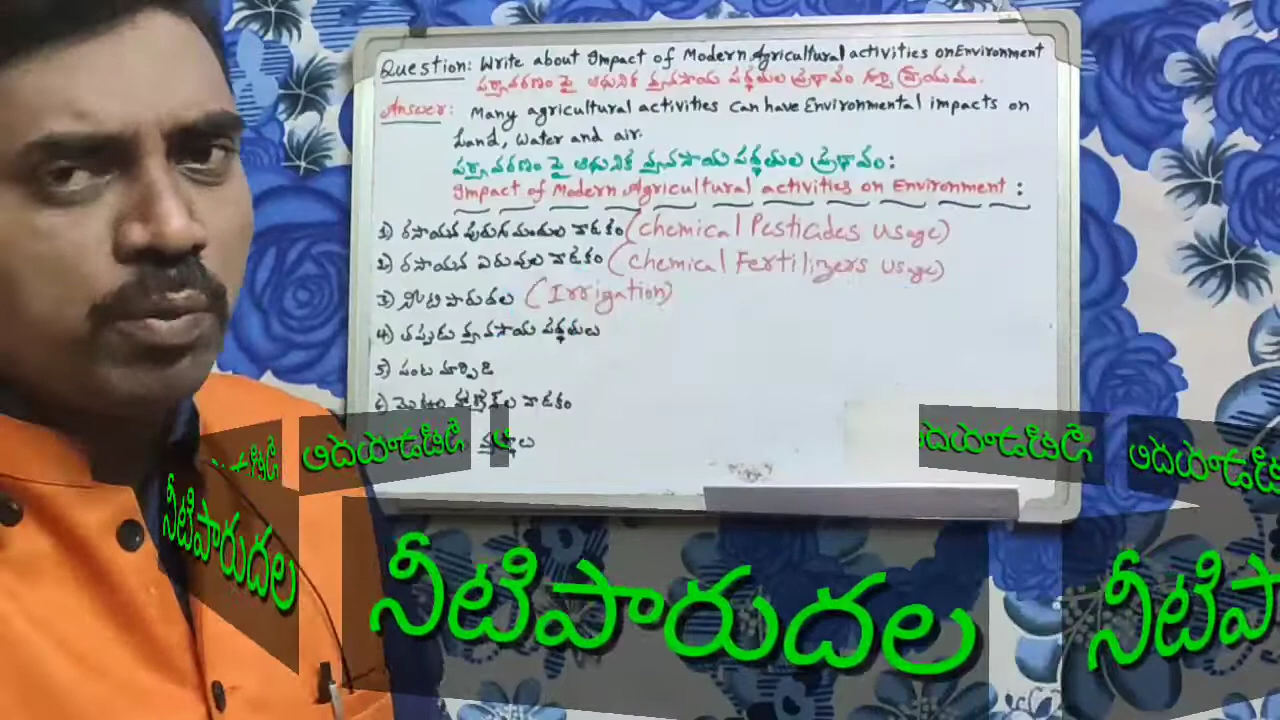 Question: Write about Impact of Modern Agricultural activities on Environment
పర్యావరణం పై ఆధునిక వ్యవసాయ పద్ధతుల ప్రభావం గూర్చి వ్రాయుము.
Answer: Many agricultural activities can have Environmental impacts on
Land, Water and air.
పర్యావరణం పై ఆధునిక వ్యవసాయ పద్ధతుల ప్రభావం:
Impact of Modern Agricultural activities on Environment:
1) రసాయన పురుగుమందుల వాడకం (chemical Pesticides usage)
2) రసాయన ఎరువుల వాడకం (chemical Fertilizers usage)
3) నీటి పారుదల (Irrigation)
4) తప్పుడు వ్యవసాయ పద్ధతులు
5) పంట మార్పిడి
6) వాడకం
నీటిపారుదల
నీటిపారుదల
నీటిపా